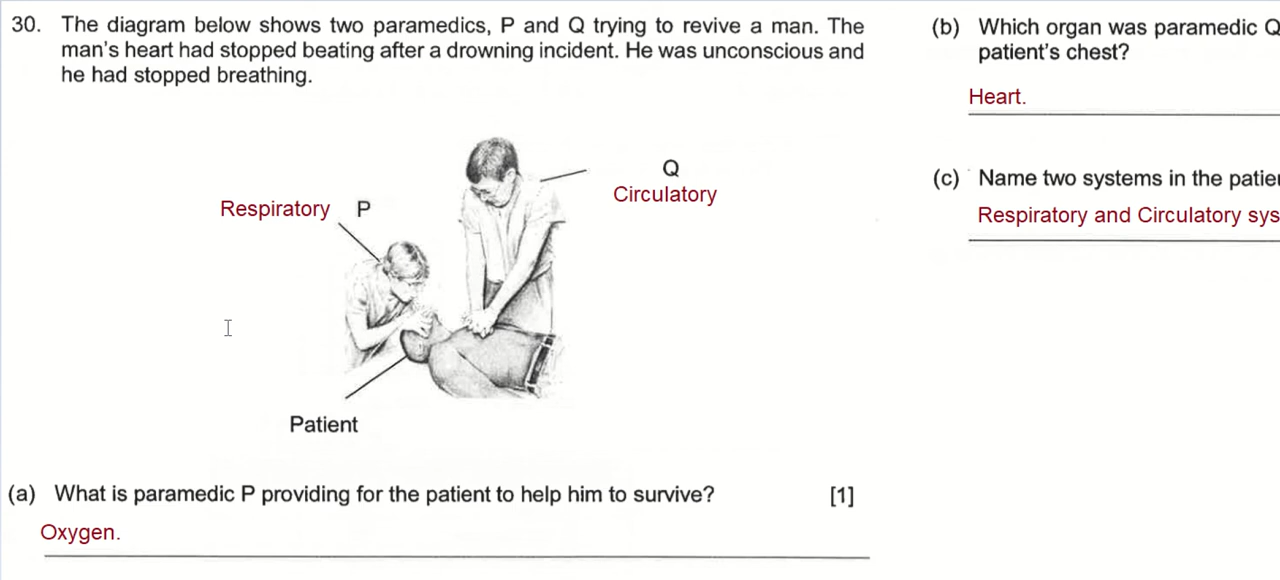 30. The diagram below shows two paramedics, P and Q trying to revive a man. The
man's heart had stopped beating after a drowning incident. He was unconscious and
he had stopped breathing.
Q
Circulatory
Respiratory P
Patient
(a) What is paramedic P providing for the patient to help him to survive? [1]
Oxygen.
(b) Which organ was paramedic Q
patient's chest?
Heart.
(c) Name two systems in the patie
Respiratory and Circulatory sys